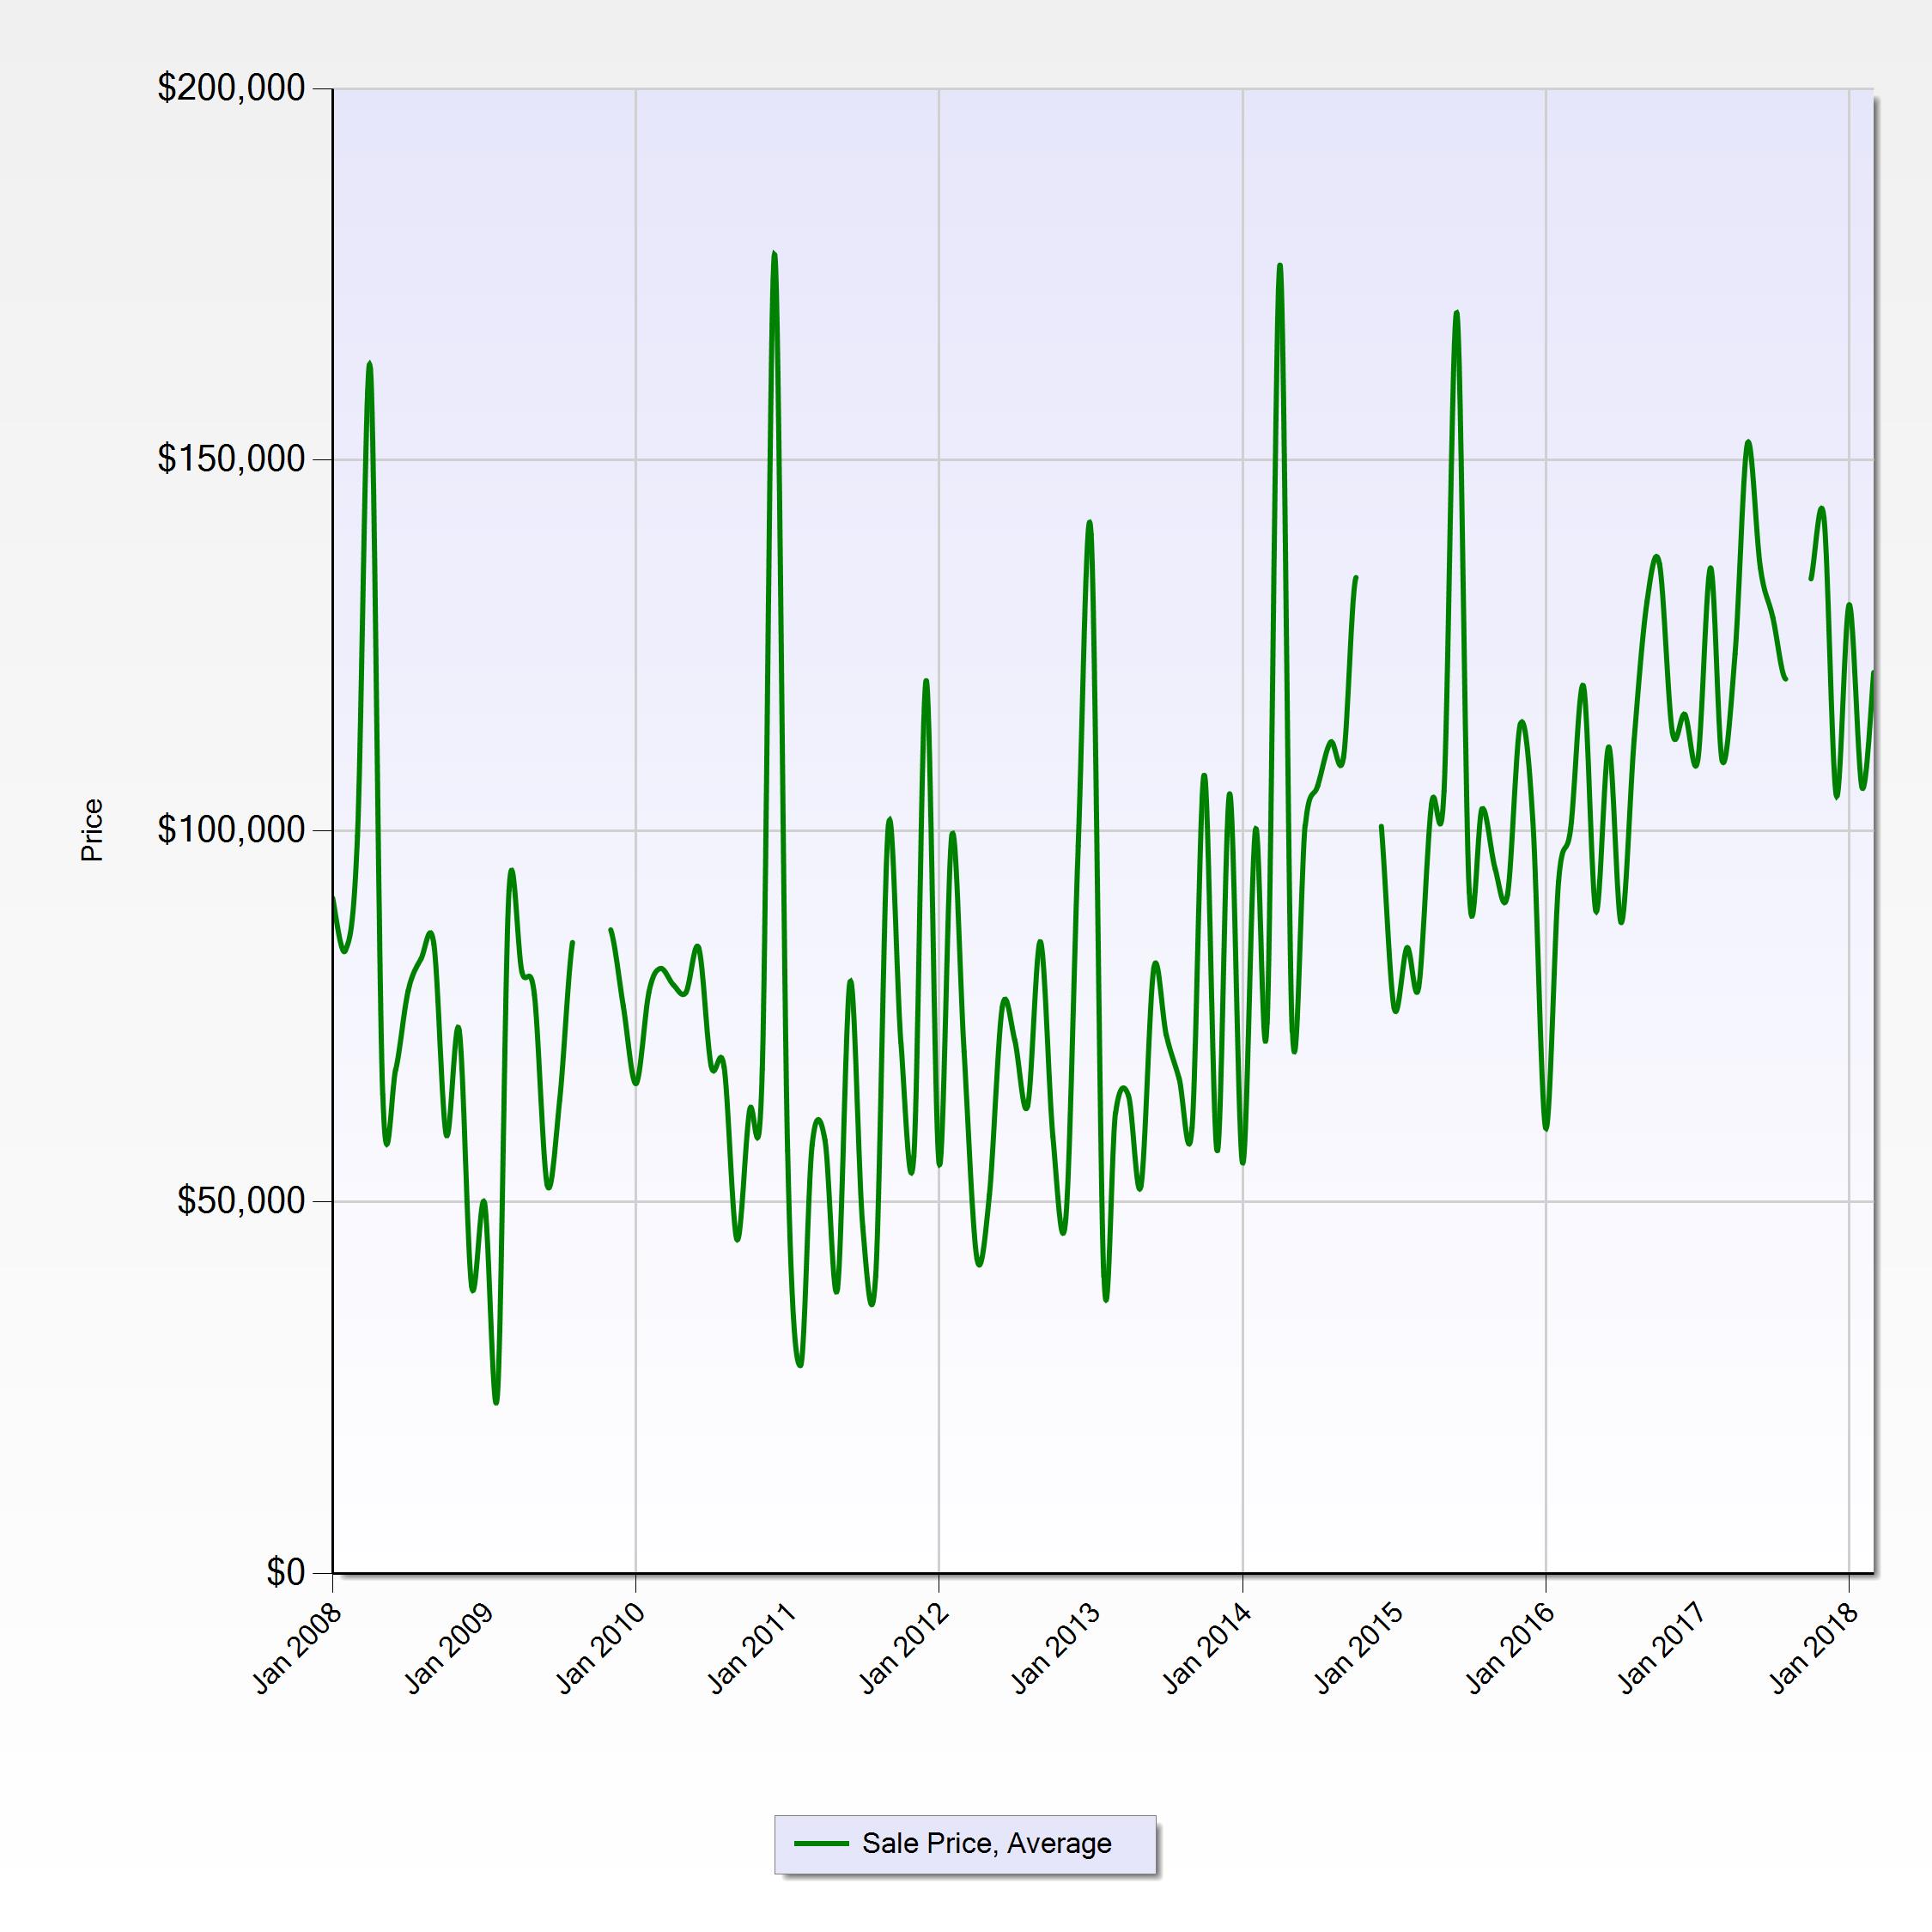 $200,000
$150,000
$100,000
$50,000
$0
Price
Jan 2008
Jan 2009
Jan 2010
Jan 2011
Jan 2012
Jan 2013
Jan 2014
Jan 2015
Jan 2016
Jan 2017
Jan 2018
Sale Price, Average